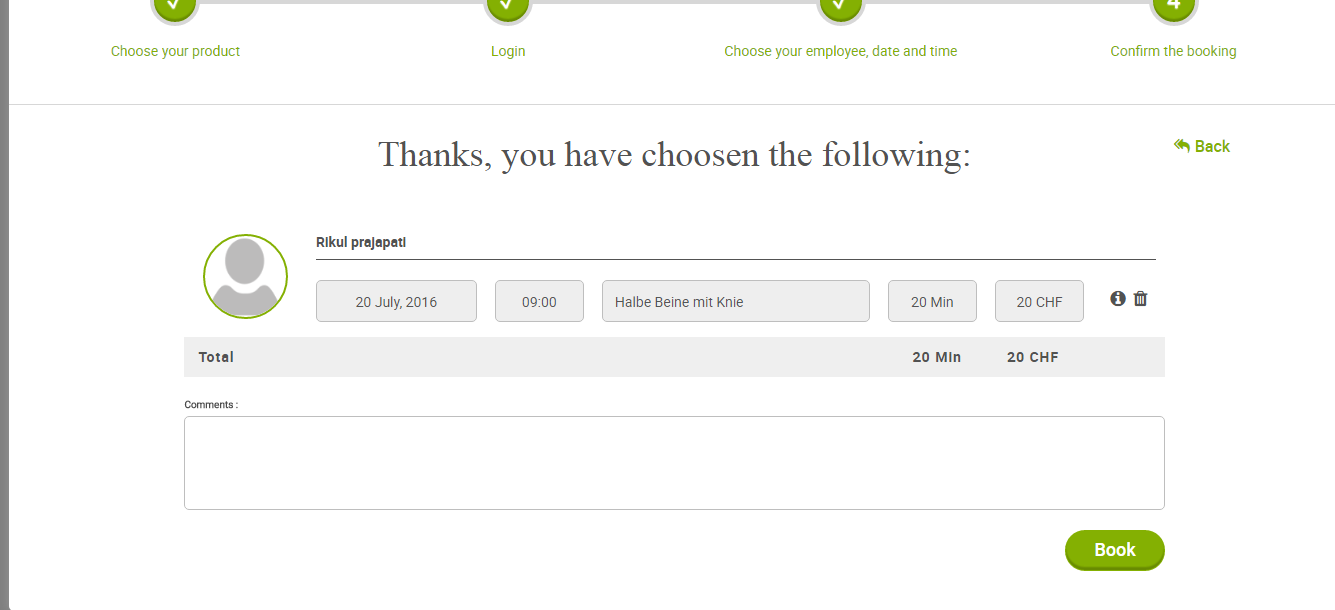 4
Choose your product Login Choose your employee, date and time Confirm the booking
Thanks, you have choosen the following:
Back
Rikul prajapati
20 July, 2016 09:00 Halbe Beine mit Knie 20 Min 20 CHF
Total 20 Min 20 CHF
Comments :
Book